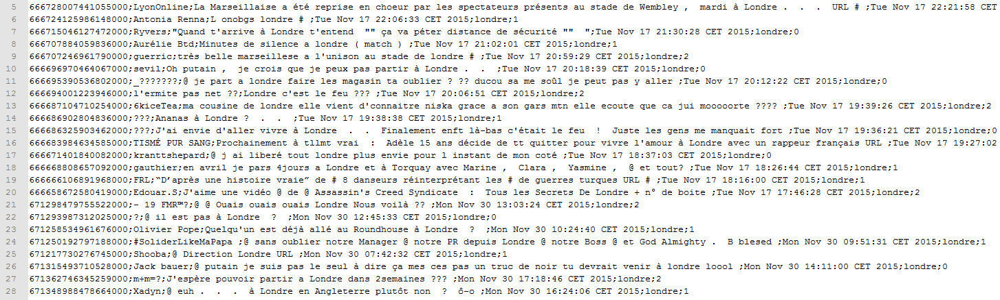 5 666728007441055000;LyonOnline;La Marseillaise a été reprise en choeur par les spectateurs présents au stade de Wembley ,  mardi à Londre .  .  .  URL # ;Tue Nov 17 22:21:58 CET
6 666724125986148000;Antonia Renna;L onobgs londre # ;Tue Nov 17 22:06:33 CET 2015;londre;1
7 666715046127472000;Ryvers;"Quand t'arrive à Londre t'entend  "" ça va péter distance de sécurité ""  ";Tue Nov 17 21:30:28 CET 2015;londre;0
8 666707884059836000;Aurélie Btd;Minutes de silence a londre ( match ) ;Tue Nov 17 21:02:01 CET 2015;londre;1
9 666707246961790000;guerric;très belle marseillese a l'unison au stade de londre # ;Tue Nov 17 20:59:29 CET 2015;londre;2
10 666696970464067000;sevil;Oh putain ,  je crois que je peux pas partir à Londre .  .  ;Tue Nov 17 20:18:39 CET 2015;londre;0
11 666695390536802000;_???????;@ je part a londre faire les magasin ta oublier ? ?? ducou sa me soûl je peut pas y aller ;Tue Nov 17 20:12:22 CET 2015;londre;0
12 666694001223946000;l'ermite pas net ??;Londre c'est le feu ??? ;Tue Nov 17 20:06:51 CET 2015;londre;2
13 666687104710254000;6kiceTea;ma cousine de londre elle vient d'connaitre niska grace a son gars mtn elle ecoute que ca jui mooooorte ???? ;Tue Nov 17 19:39:26 CET 2015;londre;2
14 666686902804836000;???;Ananas à Londre ?  .  .  ;Tue Nov 17 19:38:38 CET 2015;londre;1
15 666686325903462000;???;J'ai envie d'aller vivre à Londre  .  .  Finalement enft là-bas c'était le feu  !  Juste les gens me manquait fort ;Tue Nov 17 19:36:21 CET 2015;londre;0
16 666683984634585000;TISMÉ PUR SANG;Prochainement à tllmt vrai  :  Adèle 15 ans décide de tt quitter pour vivre l'amour à Londre avec un rappeur français URL ;Tue Nov 17 19:27:02
17 666671401840082000;kranttshepard;@ j ai liberé tout londre plus envie pour l instant de mon coté ;Tue Nov 17 18:37:03 CET 2015;londre;0
18 666668808657092000;gauthier;en avril je pars 4jours a Londre et à Torquay avec Marine ,  Clara ,  Yasmine ,  @ et tout? ;Tue Nov 17 18:26:44 CET 2015;londre;1
19 666666106891968000;FRL;“D’après une histoire vraie” de # 8 danseurs réinterprétant les # de guerres turques URL # ;Tue Nov 17 18:16:00 CET 2015;londre;1
20 666658672580419000;Edouar.S;J'aime une vidéo @ de @ Assassin's Creed Syndicate  :  Tous les Secrets De Londre + n° de boite ;Tue Nov 17 17:46:28 CET 2015;londre;2
21 671298479755522000;- 19 FMR™?;@ @ Ouais ouais ouais Londre Nous voilà ?? ;Mon Nov 30 13:03:24 CET 2015;londre;2
22 671293987312025000;?;@ il est pas à Londre  ?  ;Mon Nov 30 12:45:33 CET 2015;londre;0
23 671258534961676000;Olivier Pope;Quelqu'un est déjà allé au Roundhouse à Londre  ?  ;Mon Nov 30 10:24:40 CET 2015;londre;1
24 671250192797188000;#SoliderLikeMaPapa ;@ sans oublier notre Manager @ notre PR depuis Londre @ notre Boss @ et God Almighty .  B blesed ;Mon Nov 30 09:51:31 CET 2015;londre;1
25 671217730276745000;Shooba;@ Direction Londre URL ;Mon Nov 30 07:42:32 CET 2015;londre;1
26 671315493710528000;Jack bauer;@ putain je suis pas le seul à dire ça mes ces pas un truc de noir tu devrait venir à londre loool ;Mon Nov 30 14:11:00 CET 2015;londre;0
27 671362746345259000;m+m=?;J'espère pouvoir partir a Londre dans 2semaines ??? ;Mon Nov 30 17:18:46 CET 2015;londre;2
28 671348988478664000;Xadyn;@ euh .  .  .  à Londre en Angleterre plutôt non  ?  ô-o ;Mon Nov 30 16:24:06 CET 2015;londre;1